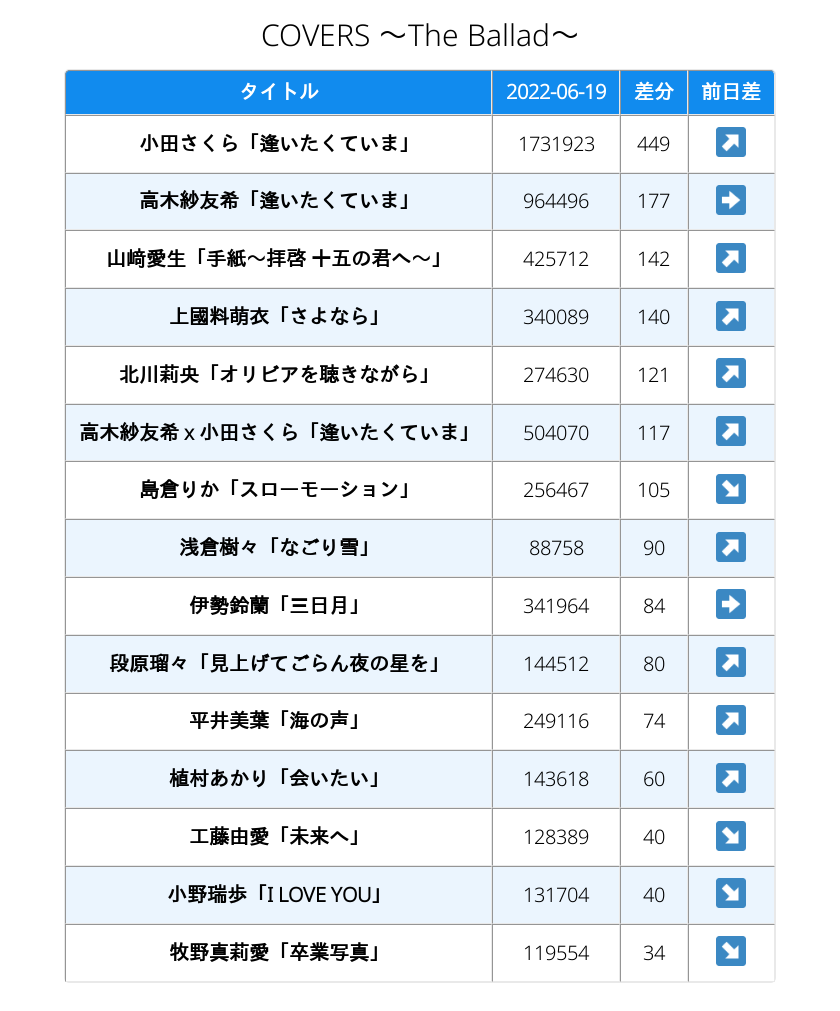 COVERS ～The Ballad～
タイトル 2022-06-19 差分 前日差
小田さくら「逢いたくていま」 1731923 449 ↗
高木紗友希「逢いたくていま」 964496 177 ➡
山﨑愛生「手紙～拝啓 十五の君へ～」 425712 142 ↗
上國料萌衣「さよなら」 340089 140 ↗
北川莉央「オリビアを聴きながら」 274630 121 ↗
高木紗友希 x 小田さくら「逢いたくていま」 504070 117 ↗
島倉りか「スローモーション」 256467 105 ↘
浅倉樹々「なごり雪」 88758 90 ↗
伊勢鈴蘭「三日月」 341964 84 ➡
段原瑠々「見上げてごらん夜の星を」 144512 80 ↗
平井美葉「海の声」 249116 74 ↗
植村あかり「会いたい」 143618 60 ↗
工藤由愛「未来へ」 128389 40 ↘
小野瑞歩「I LOVE YOU」 131704 40 ↘
牧野真莉愛「卒業写真」 119554 34 ↘